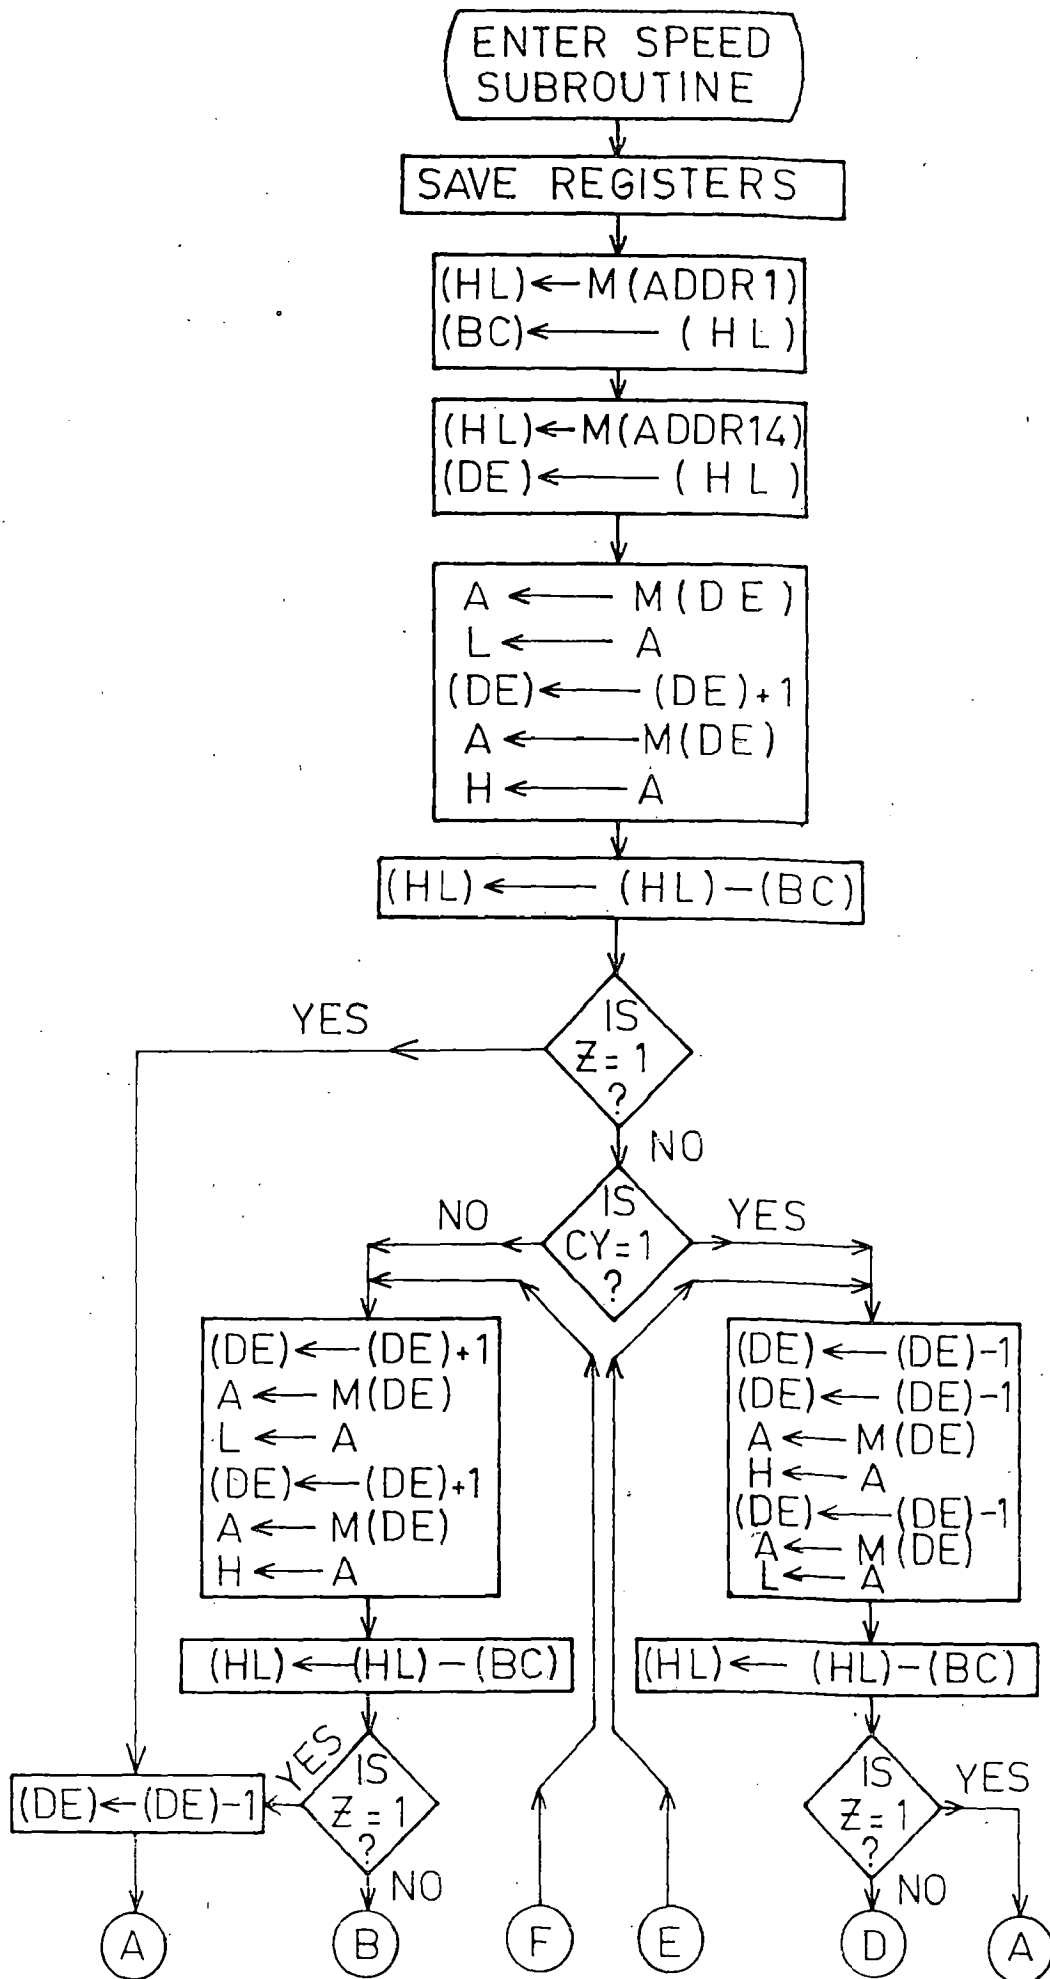 ENTER SPEED
SUBROUTINE
SAVE REGISTERS
(HL)←M(ADDR1)
(BC)←(HL)
(HL)←M(ADDR14)
(DE)←(HL)
A ← M(DE)
L ← A
(DE)←(DE)+1
A ← M(DE)
H ← A
(HL)←(HL)-(BC)
IS
Z=1
?
YES
NO
IS
CY=1
?
NO
YES
(DE)←(DE)+1
A ← M(DE)
L ← A
(DE)←(DE)+1
A ← M(DE)
H ← A
(HL)←(HL)-(BC)
IS
Z=1
?
YES
NO
(DE)←(DE)-1
(DE)←(DE)-1
(DE)←(DE)-1
A ← M(DE)
H ← A
(DE)←(DE)-1
A ← M(DE)
L ← A
(HL)←(HL)-(BC)
IS
Z=1
?
YES
NO
A
B
F
E
D
A